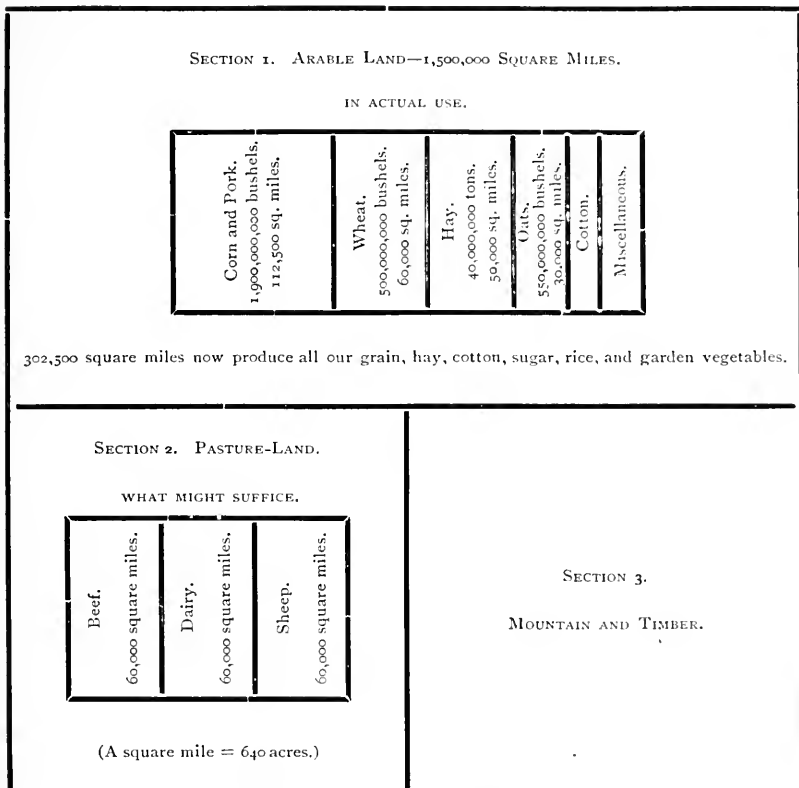 SECTION 1. ARABLE LAND—1,500,000 SQUARE MILES.
IN ACTUAL USE.
Corn and Pork.
1,900,000,000 bushels.
112,500 sq. miles.
Wheat.
500,000,000 bushels.
60,000 sq. miles.
Hay.
40,000,000 tons.
50,000 sq. miles.
Oats.
550,000,000 bushels.
30,000 sq. miles.
Cotton.
Miscellaneous.
302,500 square miles now produce all our grain, hay, cotton, sugar, rice, and garden vegetables.
SECTION 2. PASTURE-LAND.
WHAT MIGHT SUFFICE.
Beef.
60,000 square miles.
Dairy.
60,000 square miles.
Sheep.
60,000 square miles.
(A square mile = 640 acres.)
SECTION 3.
MOUNTAIN AND TIMBER.